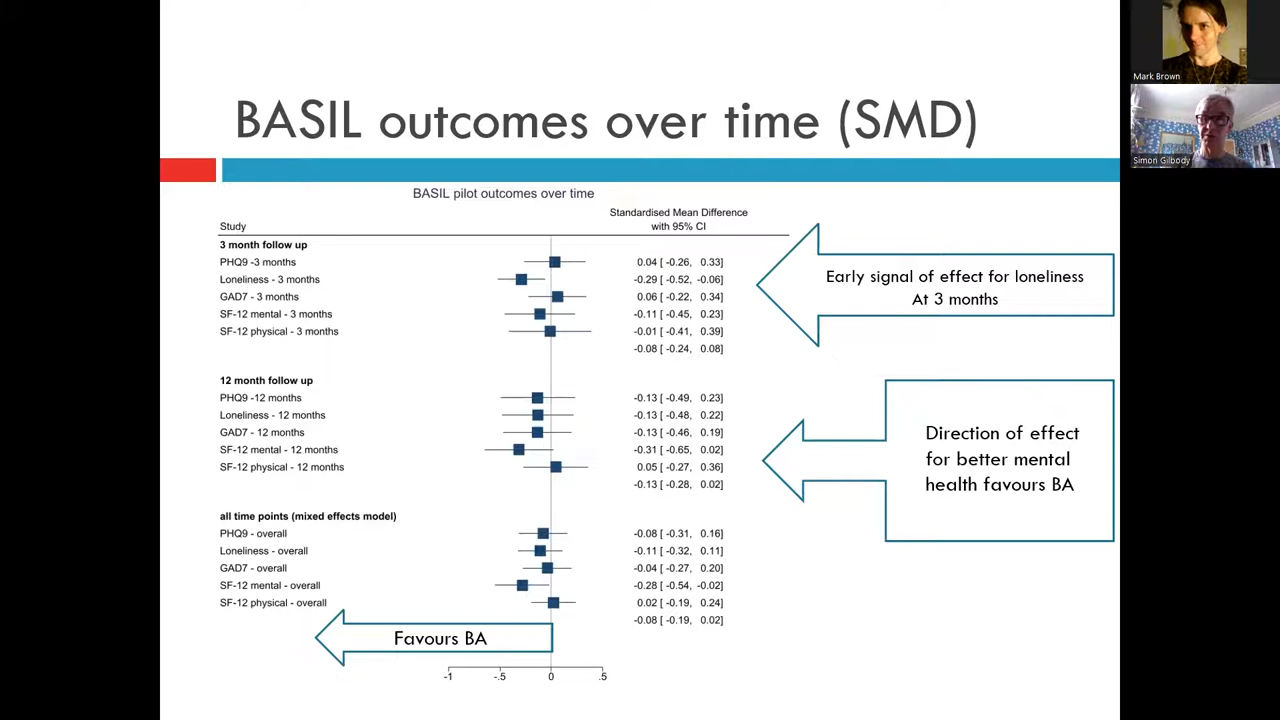 BASIL outcomes over time (SMD)
BASIL pilot outcomes over time
Standardised Mean Difference
Study with 95% CI
3 month follow up
PHQ9 -3 months 0.04 [ -0.26, 0.33]
Loneliness - 3 months -0.29 [ -0.52, -0.06]
GAD7 - 3 months 0.06 [ -0.22, 0.34]
SF-12 mental - 3 months -0.11 [ -0.45, 0.23]
SF-12 physical - 3 months -0.01 [ -0.41, 0.39]
-0.08 [ -0.24, 0.08]
12 month follow up
PHQ9 -12 months -0.13 [ -0.49, 0.23]
Loneliness - 12 months -0.13 [ -0.48, 0.22]
GAD7 - 12 months -0.13 [ -0.46, 0.19]
SF-12 mental - 12 months -0.31 [ -0.65, 0.02]
SF-12 physical - 12 months 0.05 [ -0.27, 0.36]
-0.13 [ -0.28, 0.02]
all time points (mixed effects model)
PHQ9 - overall -0.08 [ -0.31, 0.16]
Loneliness - overall -0.11 [ -0.32, 0.11]
GAD7 - overall -0.04 [ -0.27, 0.20]
SF-12 mental - overall -0.28 [ -0.54, -0.02]
SF-12 physical - overall 0.02 [ -0.19, 0.24]
-0.08 [ -0.19, 0.02]
Favours BA
-1 -.5 0 .5
Early signal of effect for loneliness
At 3 months
Direction of effect
for better mental
health favours BA
Mark Brown
Simon Gilbody